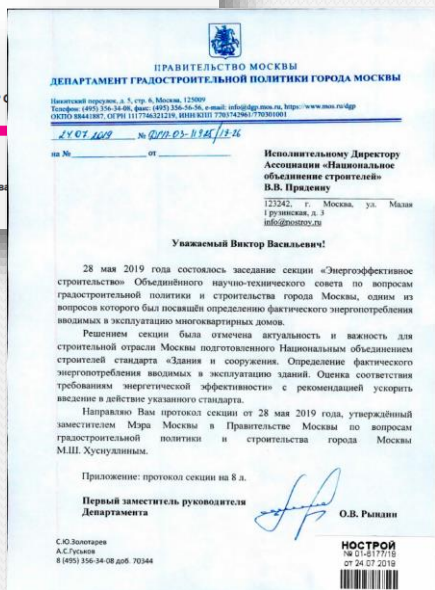 ПРАВИТЕЛЬСТВО МОСКВЫ
ДЕПАРТАМЕНТ ГРАДОСТРОИТЕЛЬНОЙ ПОЛИТИКИ ГОРОДА МОСКВЫ
Никитский переулок, д. 5, стр. 6, Москва, 125009
Телефон: (495) 356-34-08, факс: (495) 356-56-56, e-mail: info@dgp.mos.ru, https://www.mos.ru/dgp
ОКПО 88441887, ОГРН 1117746321219, ИНН/КПП 7703742961/770301001
24.07.2019 №
на № от
Исполнительному Директору
Ассоциации «Национальное
объединение строителей»
В.В. Прядеину
123242, г. Москва, ул. Малая
Грузинская, д. 3
info@nostroy.ru
Уважаемый Виктор Васильевич!
28 мая 2019 года состоялось заседание секции «Энергоэффективное
строительство» Объединённого научно-технического совета по вопросам
градостроительной политики и строительства города Москвы, одним из
вопросов которого был посвящён определению фактического энергопотребления
вводимых в эксплуатацию многоквартирных домов.
Решением секции была отмечена актуальность и важность для
строительной отрасли Москвы подготовленного Национальным объединением
строителей стандарта «Здания и сооружения. Определение фактического
энергопотребления вводимых в эксплуатацию зданий. Оценка соответствия
требованиям энергетической эффективности» с рекомендацией ускорить
введение в действие указанного стандарта.
Направляю Вам протокол секции от 28 мая 2019 года, утверждённый
заместителем Мэра Москвы в Правительстве Москвы по вопросам
градостроительной политики и строительства города Москвы
М.Ш. Хуснуллиным.
Приложение: протокол секции на 8 л.
Первый заместитель руководителя
Департамента О.В. Рындин
С.Ю.Золотарев
А.С.Гуськов
8 (495) 356-34-08 доб. 70344
НОСТРОЙ
№ 01-6177/19
от 24.07.2019